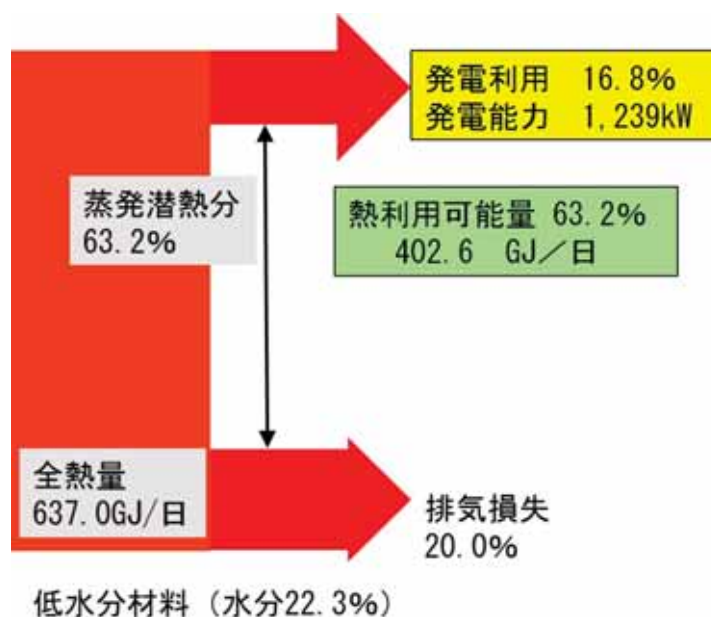 発電利用 16.8%
発電能力 1,239kW
蒸発潜熱分
63.2%
熱利用可能量 63.2%
402.6 GJ／日
全熱量
637.0GJ/日
排気損失
20.0%
低水分材料（水分22.3%）